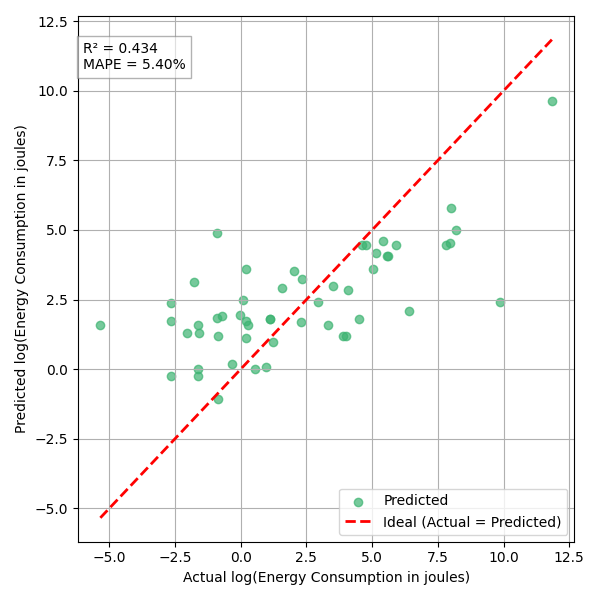 12.5
10.0
7.5
5.0
2.5
0.0
−2.5
−5.0
Predicted log(Energy Consumption in joules)
R² = 0.434
MAPE = 5.40%
Predicted
Ideal (Actual = Predicted)
−5.0 −2.5 0.0 2.5 5.0 7.5 10.0 12.5
Actual log(Energy Consumption in joules)